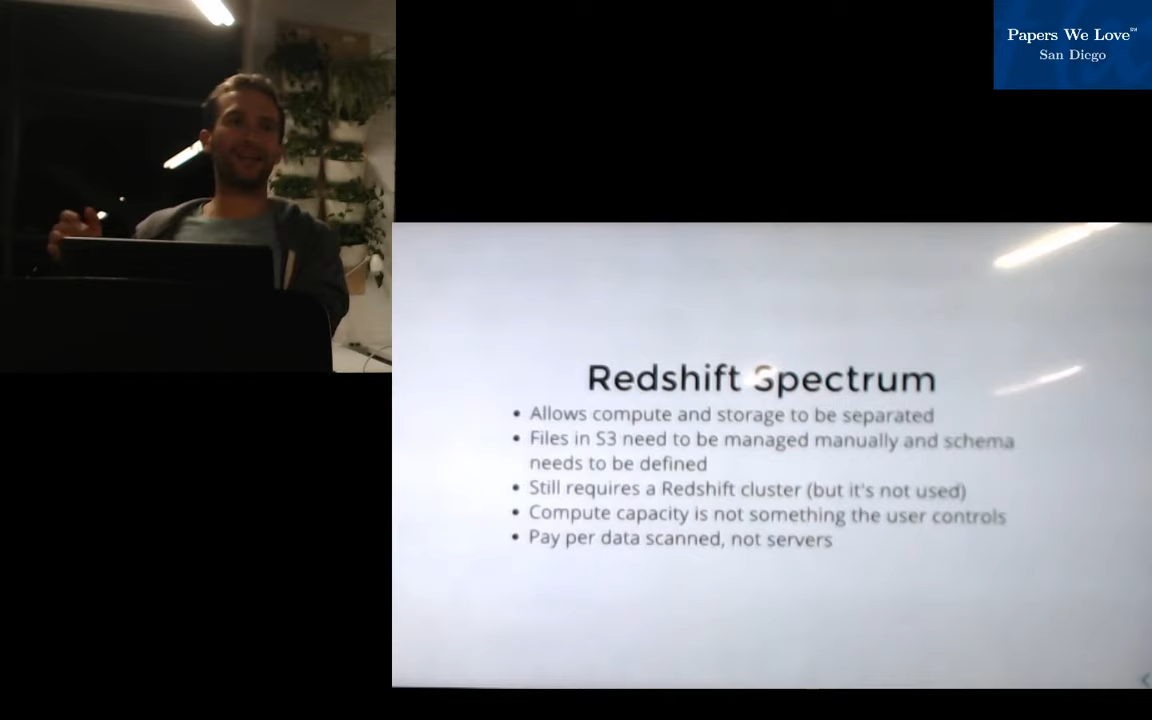 Papers We Love℠
San Diego
Redshift Spectrum
• Allows compute and storage to be separated
• Files in S3 need to be managed manually and schema
needs to be defined
• Still requires a Redshift cluster (but it's not used)
• Compute capacity is not something the user controls
• Pay per data scanned, not servers